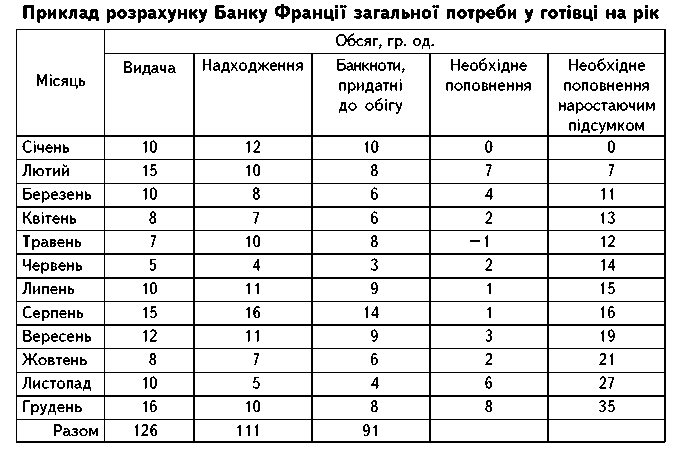 Приклад розрахунку Банку Франції загальної потреби у готівці на рік
Місяць Обсяг, гр. од.
Видача Надходження Банкноти, придатні до обігу Необхідне поповнення Необхідне поповнення наростаючим підсумком
Січень 10 12 10 0 0
Лютий 15 10 8 7 7
Березень 10 8 6 4 11
Квітень 8 7 6 2 13
Травень 7 10 8 −1 12
Червень 5 4 3 2 14
Липень 10 11 9 1 15
Серпень 15 16 14 1 16
Вересень 12 11 9 3 19
Жовтень 8 7 6 2 21
Листопад 10 5 4 6 27
Грудень 16 10 8 8 35
Разом 126 111 91